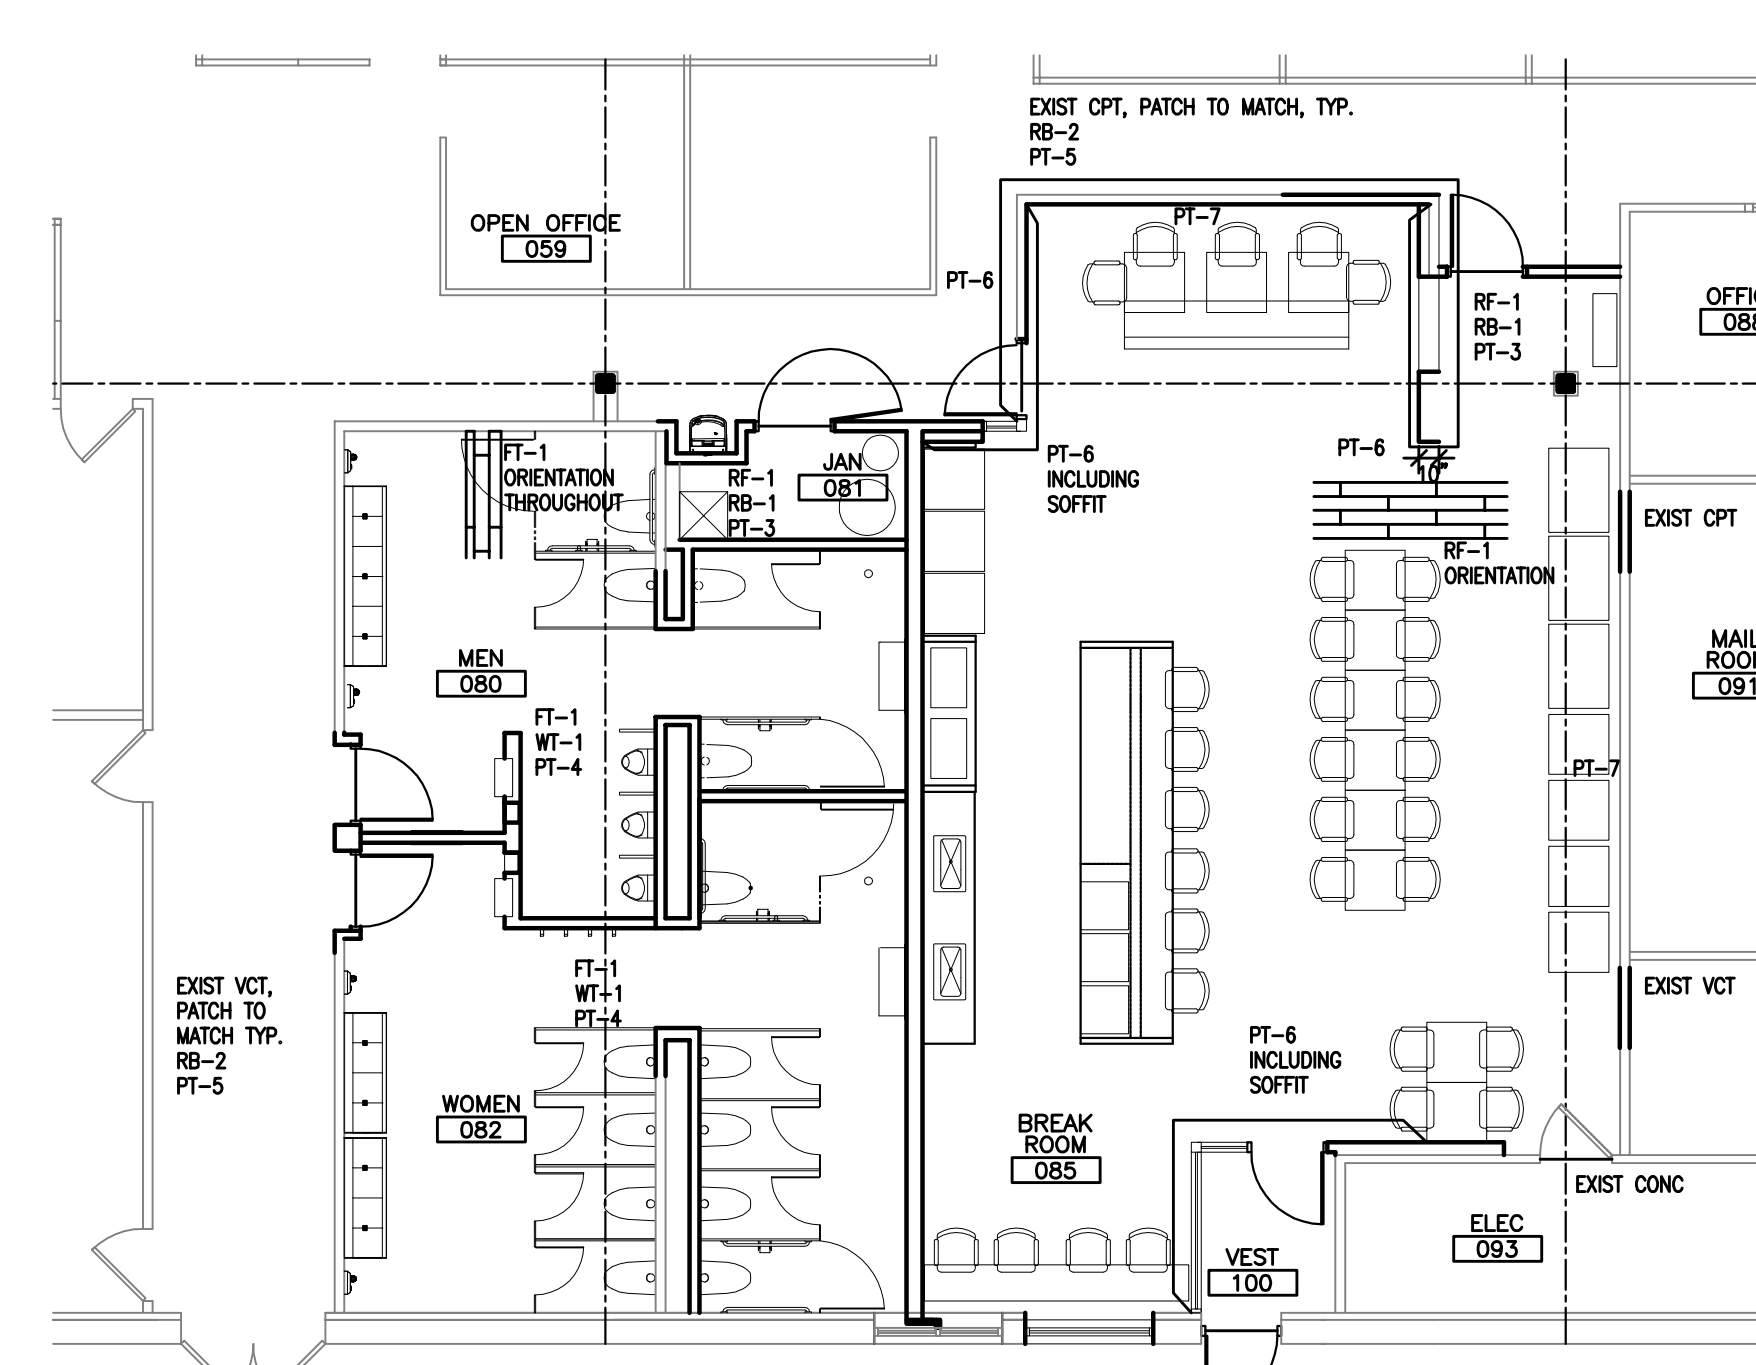 EXIST CPT, PATCH TO MATCH, TYP.
RB-2
PT-5
OPEN OFFICE
059
PT-7
PT-6
RF-1
RB-1
PT-3
FT-1
ORIENTATION
THROUGHOUT
JAN
081
RF-1
RB-1
PT-3
PT-6
INCLUDING
SOFFIT
PT-6
10"
RF-1
ORIENTATION
EXIST CPT
MEN
080
FT-1
WT-1
PT-4
PT-7
091
EXIST VCT,
PATCH TO
MATCH TYP.
RB-2
PT-5
FT-1
WT-1
PT-4
EXIST VCT
PT-6
INCLUDING
SOFFIT
WOMEN
082
BREAK
ROOM
085
EXIST CONC
ELEC
093
VEST
100